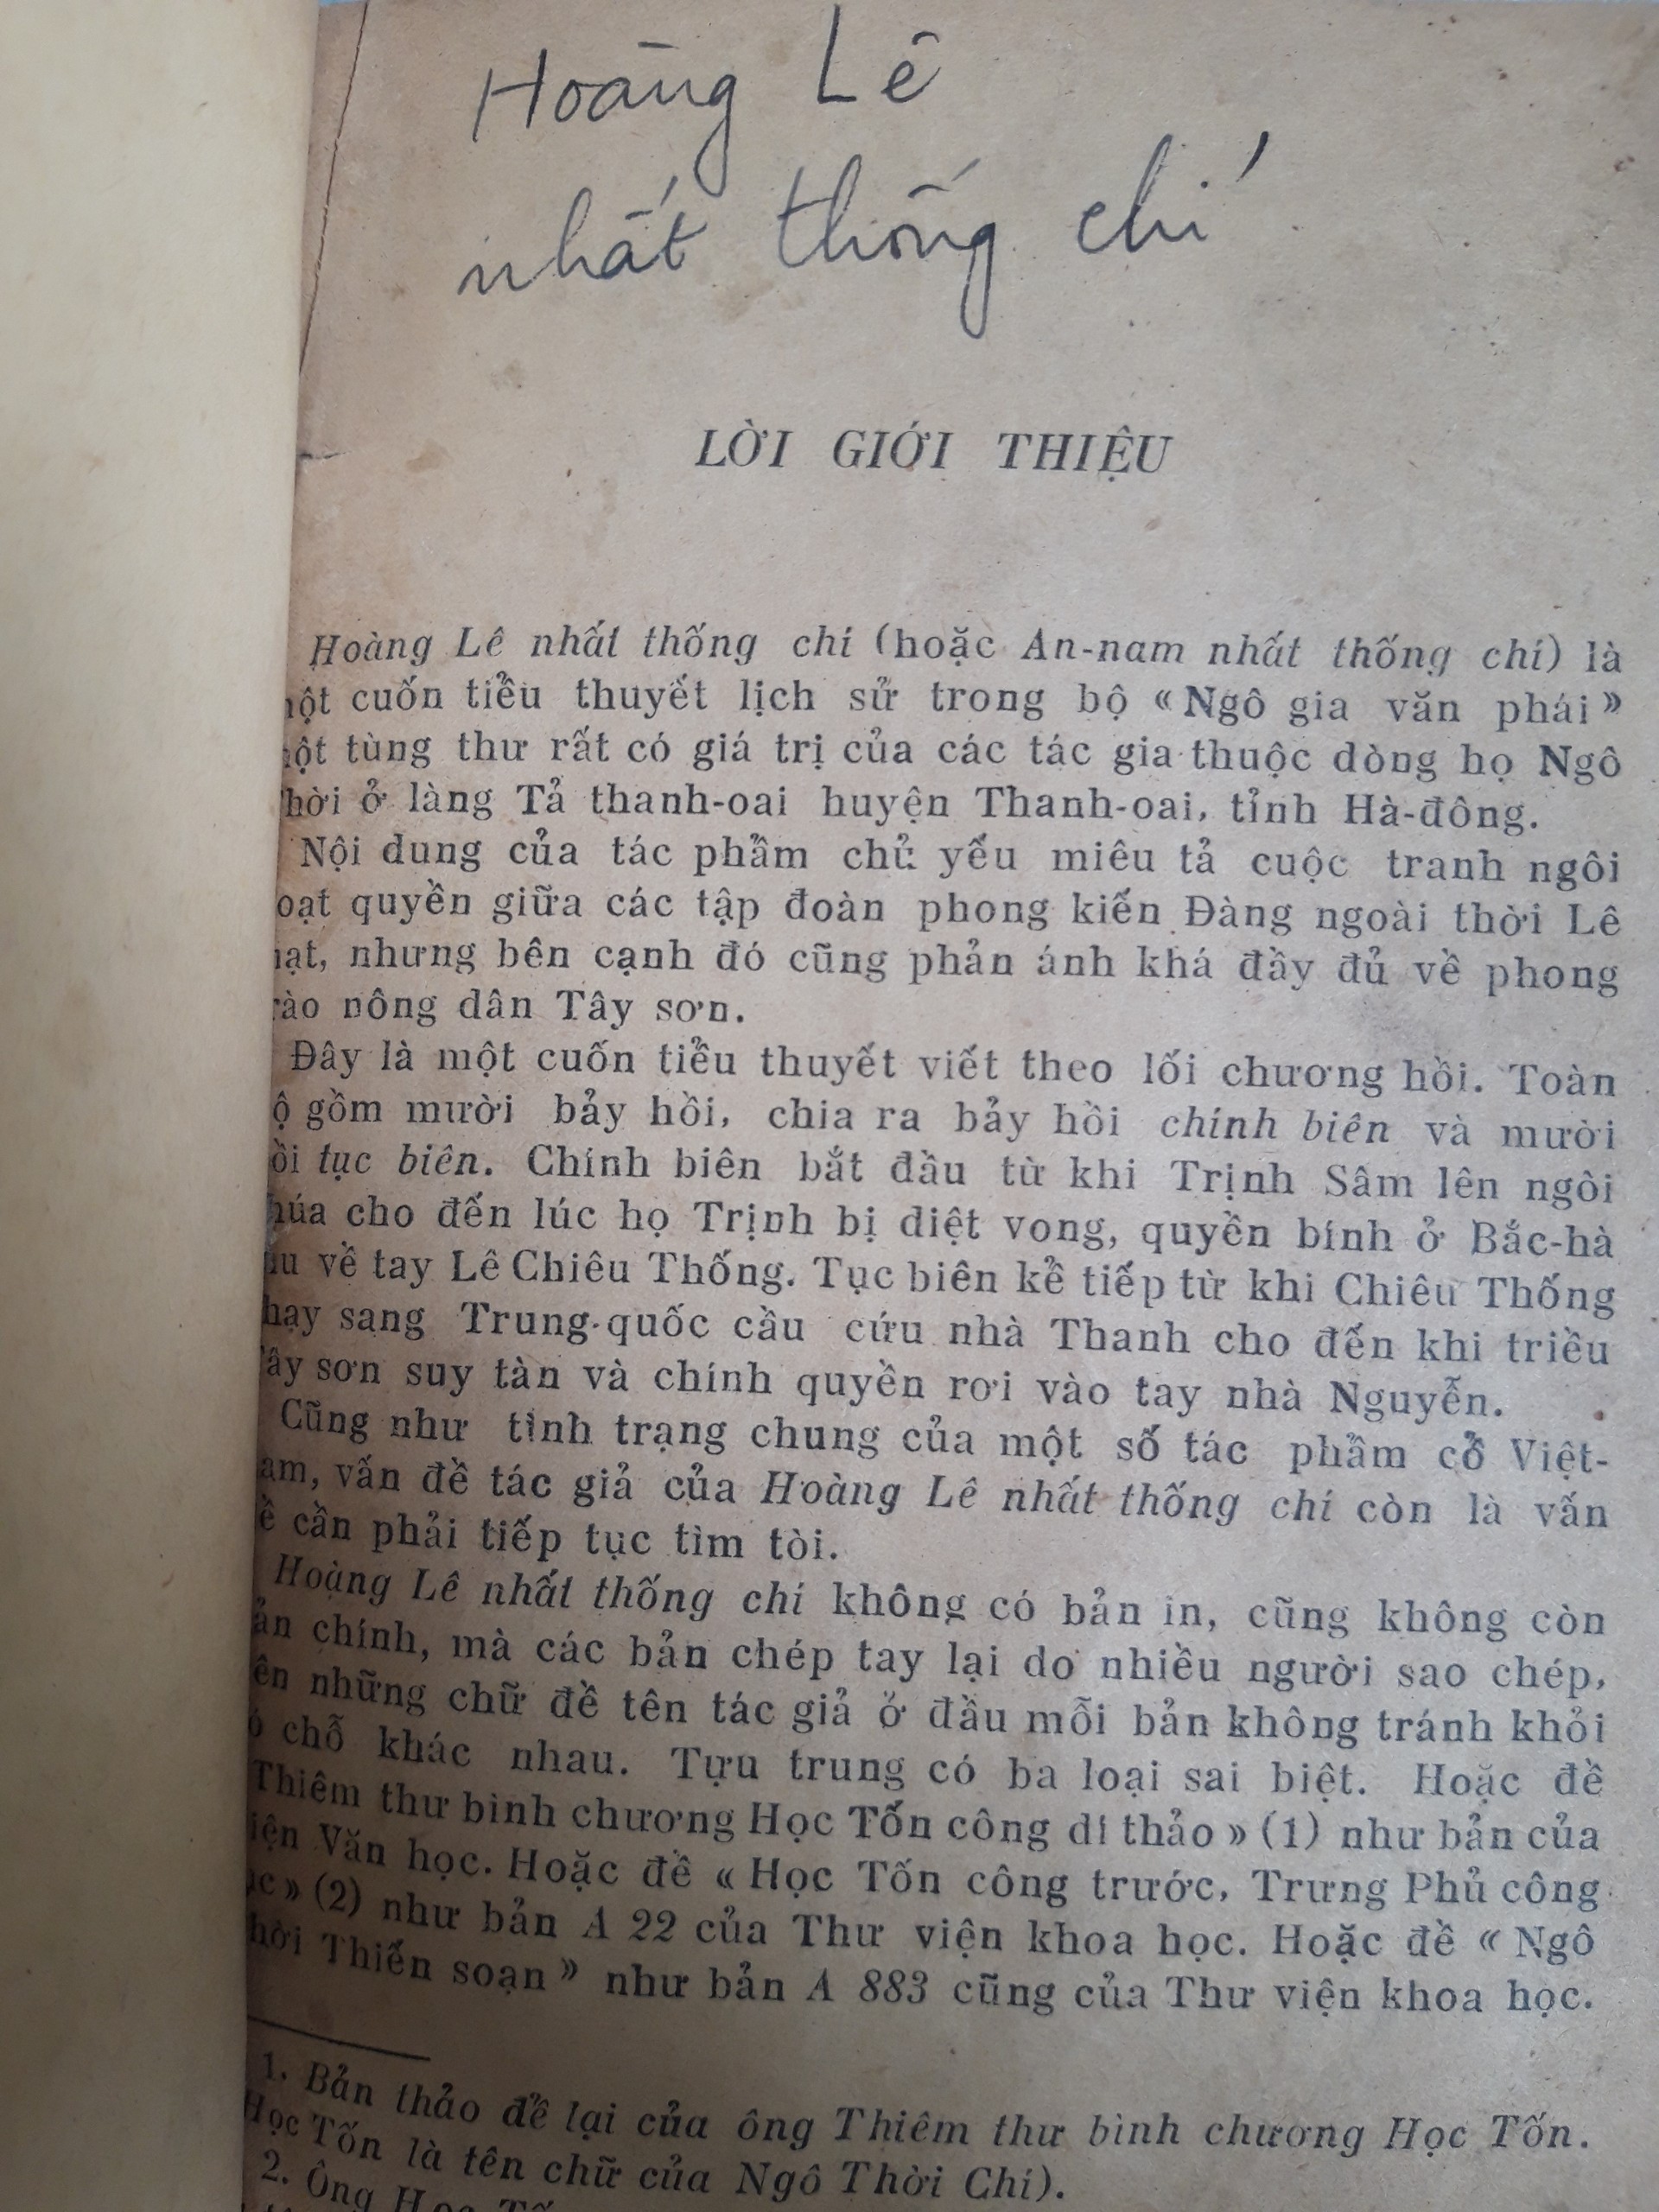 Hoàng Lê
nhất thống chí
LỜI GIỚI THIỆU
Hoàng Lê nhất thống chí (hoặc An-nam nhất thống chí) là
cuốn tiểu thuyết lịch sử trong bộ «Ngô gia văn phái»
tùng thư rất có giá trị của các tác gia thuộc dòng họ Ngô
hời ở làng Tả thanh-oai huyện Thanh-oai, tỉnh Hà-đông.
Nội dung của tác phẩm chủ yếu miêu tả cuộc tranh ngôi
oạt quyền giữa các tập đoàn phong kiến Đàng ngoài thời Lê
ạt, nhưng bên cạnh đó cũng phản ánh khá đầy đủ về phong
rào nông dân Tây sơn.
Đây là một cuốn tiểu thuyết viết theo lối chương hồi. Toàn
ộ gồm mười bảy hồi, chia ra bảy hồi chính biên và mười
ồi tục biên. Chính biên bắt đầu từ khi Trịnh Sâm lên ngôi
húa cho đến lúc họ Trịnh bị diệt vong, quyền bính ở Bắc-hà
về tay Lê Chiêu Thống. Tục biên kể tiếp từ khi Chiêu Thống
hạy sang Trung-quốc cầu cứu nhà Thanh cho đến khi triều
ây sơn suy tàn và chính quyền rơi vào tay nhà Nguyễn.
Cũng như tình trạng chung của một số tác phẩm cổ Việt-
am, vấn đề tác giả của Hoàng Lê nhất thống chí còn là vấn
ề cần phải tiếp tục tìm tòi.
Hoàng Lê nhất thống chí không có bản in, cũng không còn
ản chính, mà các bản chép tay lại do nhiều người sao chép,
ên những chữ đề tên tác giả ở đầu mỗi bản không tránh khỏi
ó chỗ khác nhau. Tựu trung có ba loại sai biệt. Hoặc đề
Thiêm thư bình chương Học Tốn công di thảo» (1) như bản của
iện Văn học. Hoặc đề «Học Tốn công trước, Trưng Phủ công
ục» (2) như bản A 22 của Thư viện khoa học. Hoặc đề «Ngô
hời Thiến soạn» như bản A 883 cũng của Thư viện khoa học.
1. Bản thảo để lại của ông Thiêm thư bình chương Học Tốn.
Học Tốn là tên chữ của Ngô Thời Chí).
2. Ông Học